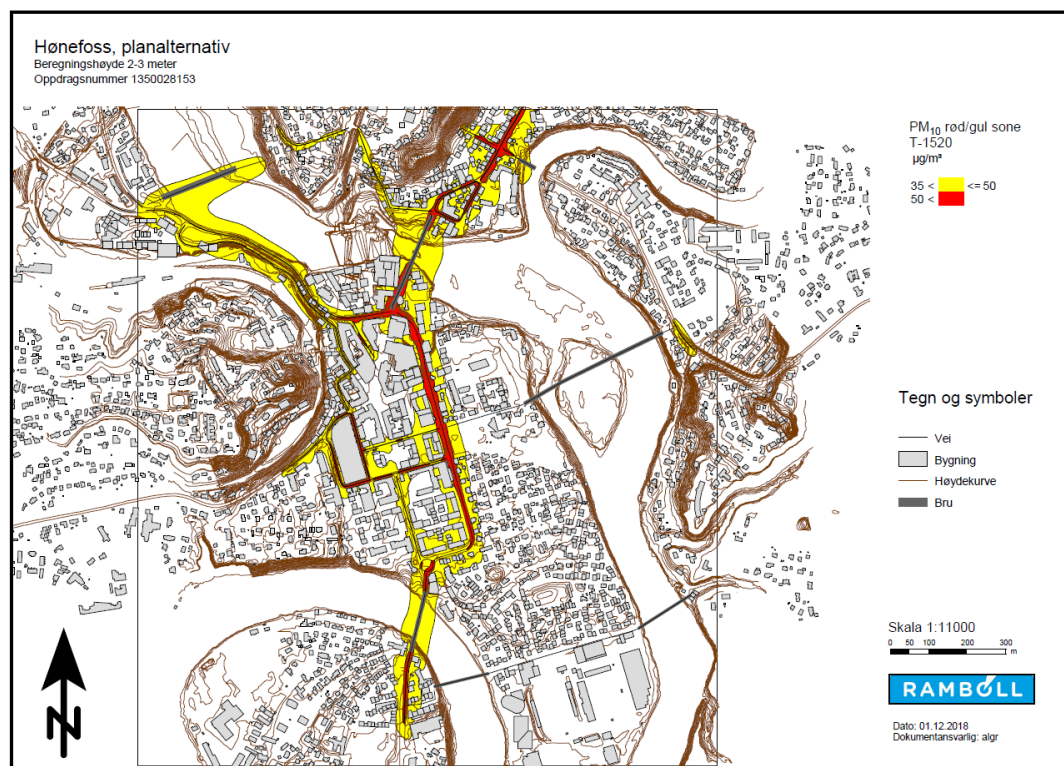 Hønefoss, planalternativ
Beregningshøyde 2-3 meter
Oppdragsnummer 1350028153
PM10 rød/gul sone
T-1520
µg/m³
35 < <= 50
50 <
Tegn og symboler
Vei
Bygning
Høydekurve
Bru
Skala 1:11000
0 50 100 200 300
m
RAMBOLL
Dato: 01.12.2018
Dokumentansvarlig: algr
N